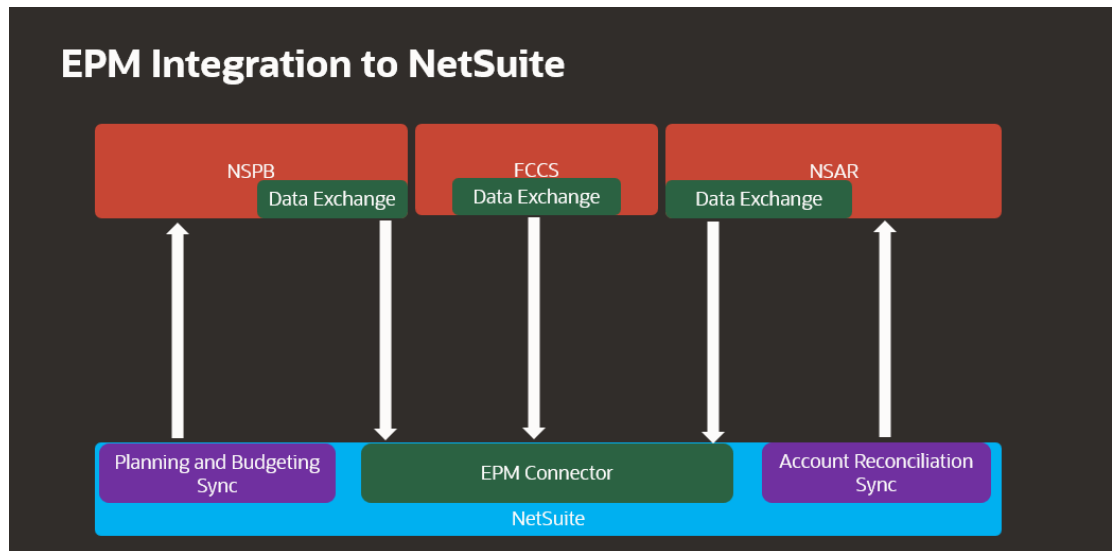 EPM Integration to NetSuite
NSPB
Data Exchange
FCCS
Data Exchange
NSAR
Data Exchange
Planning and Budgeting
Sync
EPM Connector
Account Reconciliation
Sync
NetSuite